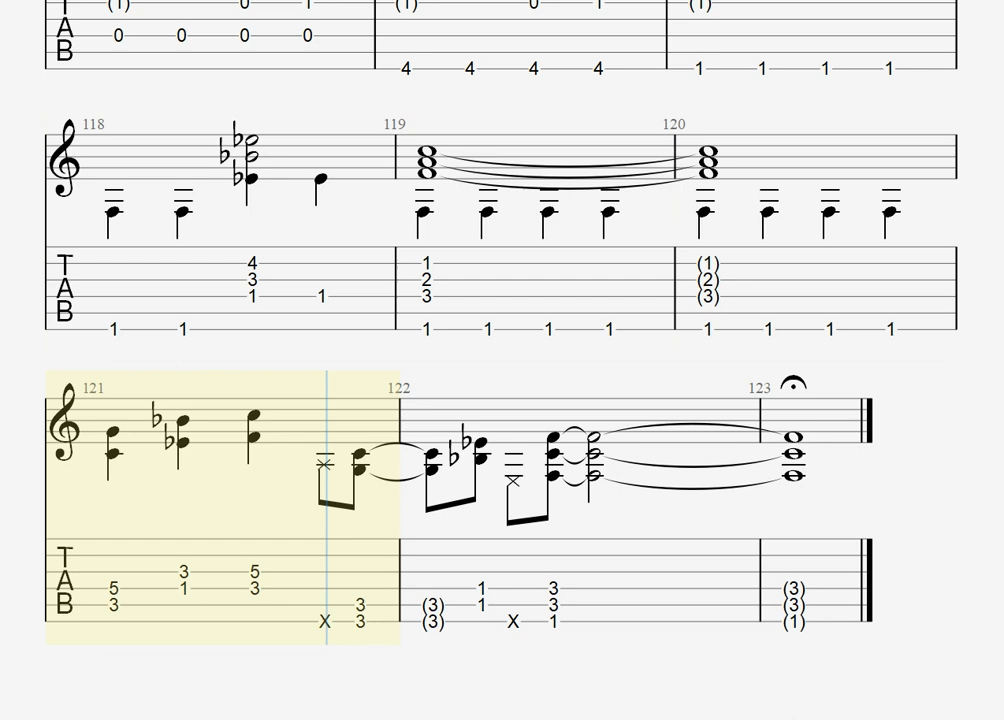 (1) 0 1 (1) 0 1 (1)
T
A 0 0 0 0
B
4 4 4 4 1 1 1 1
118 119 120
T 4 1 (1)
A 3 2 (2)
1 1 3 (3)
B
1 1 1 1 1 1 1 1 1 1
121 122 123
T
3 5
A 5 1 3 1 3 (3)
B 3 3 (3) 1 3 (3)
X 3 (3) X 1 (1)